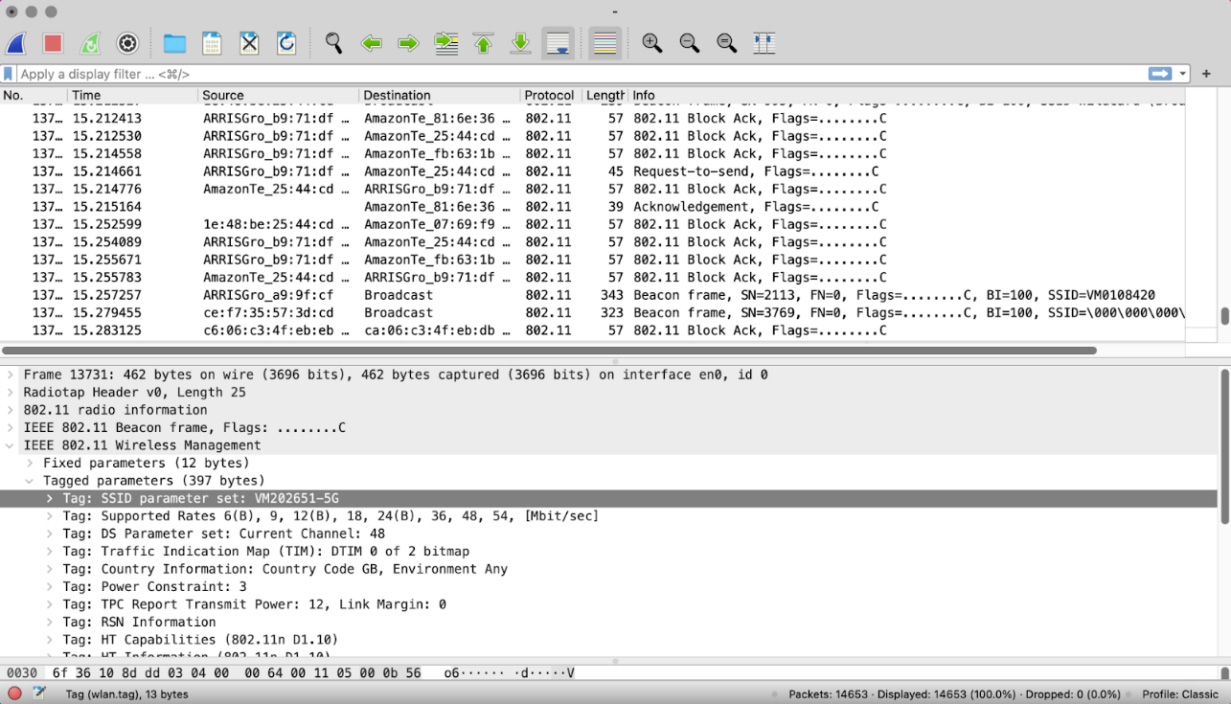 Apply a display filter ... <⌘/>
No. Time Source Destination Protocol Length Info
137… 15.212413 ARRISGro_b9:71:df … AmazonTe_81:6e:36 … 802.11 57 802.11 Block Ack, Flags=........C
137… 15.212530 ARRISGro_b9:71:df … AmazonTe_25:44:cd … 802.11 57 802.11 Block Ack, Flags=........C
137… 15.214558 ARRISGro_b9:71:df … AmazonTe_fb:63:1b … 802.11 57 802.11 Block Ack, Flags=........C
137… 15.214661 ARRISGro_b9:71:df … AmazonTe_25:44:cd … 802.11 45 Request-to-send, Flags=........C
137… 15.214776 AmazonTe_25:44:cd … ARRISGro_b9:71:df … 802.11 57 802.11 Block Ack, Flags=........C
137… 15.215164 AmazonTe_81:6e:36 … 802.11 39 Acknowledgement, Flags=........C
137… 15.252599 1e:48:be:25:44:cd … AmazonTe_07:69:f9 … 802.11 57 802.11 Block Ack, Flags=........C
137… 15.254089 ARRISGro_b9:71:df … AmazonTe_25:44:cd … 802.11 57 802.11 Block Ack, Flags=........C
137… 15.255671 ARRISGro_b9:71:df … AmazonTe_fb:63:1b … 802.11 57 802.11 Block Ack, Flags=........C
137… 15.255783 AmazonTe_25:44:cd … ARRISGro_b9:71:df … 802.11 57 802.11 Block Ack, Flags=........C
137… 15.257257 ARRISGro_a9:9f:cf Broadcast 802.11 343 Beacon frame, SN=2113, FN=0, Flags=........C, BI=100, SSID=VM0108420
137… 15.279455 ce:f7:35:57:3d:cd Broadcast 802.11 323 Beacon frame, SN=3769, FN=0, Flags=........C, BI=100, SSID=\000\000\000\
137… 15.283125 c6:06:c3:4f:eb:eb … ca:06:c3:4f:eb:db … 802.11 57 802.11 Block Ack, Flags=........C
Frame 13731: 462 bytes on wire (3696 bits), 462 bytes captured (3696 bits) on interface en0, id 0
Radiotap Header v0, Length 25
802.11 radio information
IEEE 802.11 Beacon frame, Flags: ........C
IEEE 802.11 Wireless Management
Fixed parameters (12 bytes)
Tagged parameters (397 bytes)
Tag: SSID parameter set: VM202651-5G
Tag: Supported Rates 6(B), 9, 12(B), 18, 24(B), 36, 48, 54, [Mbit/sec]
Tag: DS Parameter set: Current Channel: 48
Tag: Traffic Indication Map (TIM): DTIM 0 of 2 bitmap
Tag: Country Information: Country Code GB, Environment Any
Tag: Power Constraint: 3
Tag: TPC Report Transmit Power: 12, Link Margin: 0
Tag: RSN Information
Tag: HT Capabilities (802.11n D1.10)
Tag: HT Information (802.11n D1.10)
0030 6f 36 10 8d dd 03 04 00 00 64 00 11 05 00 0b 56 o6······ ·d·····V
Tag (wlan.tag), 13 bytes
Packets: 14653 · Displayed: 14653 (100.0%) · Dropped: 0 (0.0%)
Profile: Classic